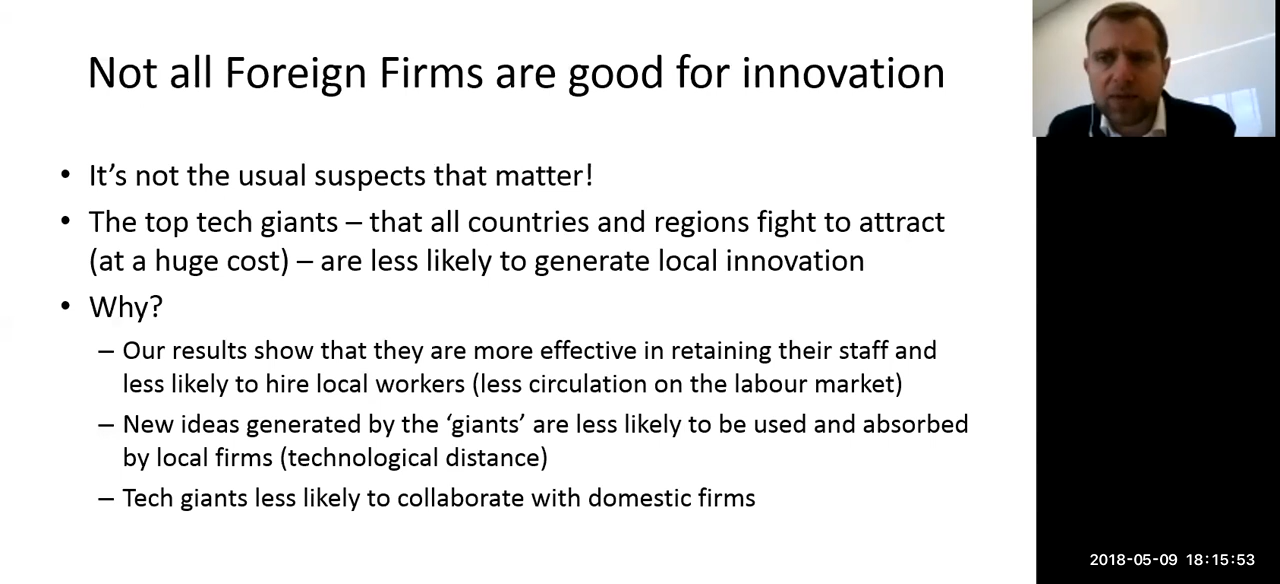 Not all Foreign Firms are good for innovation
• It’s not the usual suspects that matter!
• The top tech giants – that all countries and regions fight to attract
(at a huge cost) – are less likely to generate local innovation
• Why?
– Our results show that they are more effective in retaining their staff and
less likely to hire local workers (less circulation on the labour market)
– New ideas generated by the ‘giants’ are less likely to be used and absorbed
by local firms (technological distance)
– Tech giants less likely to collaborate with domestic firms
2018-05-09 18:15:53